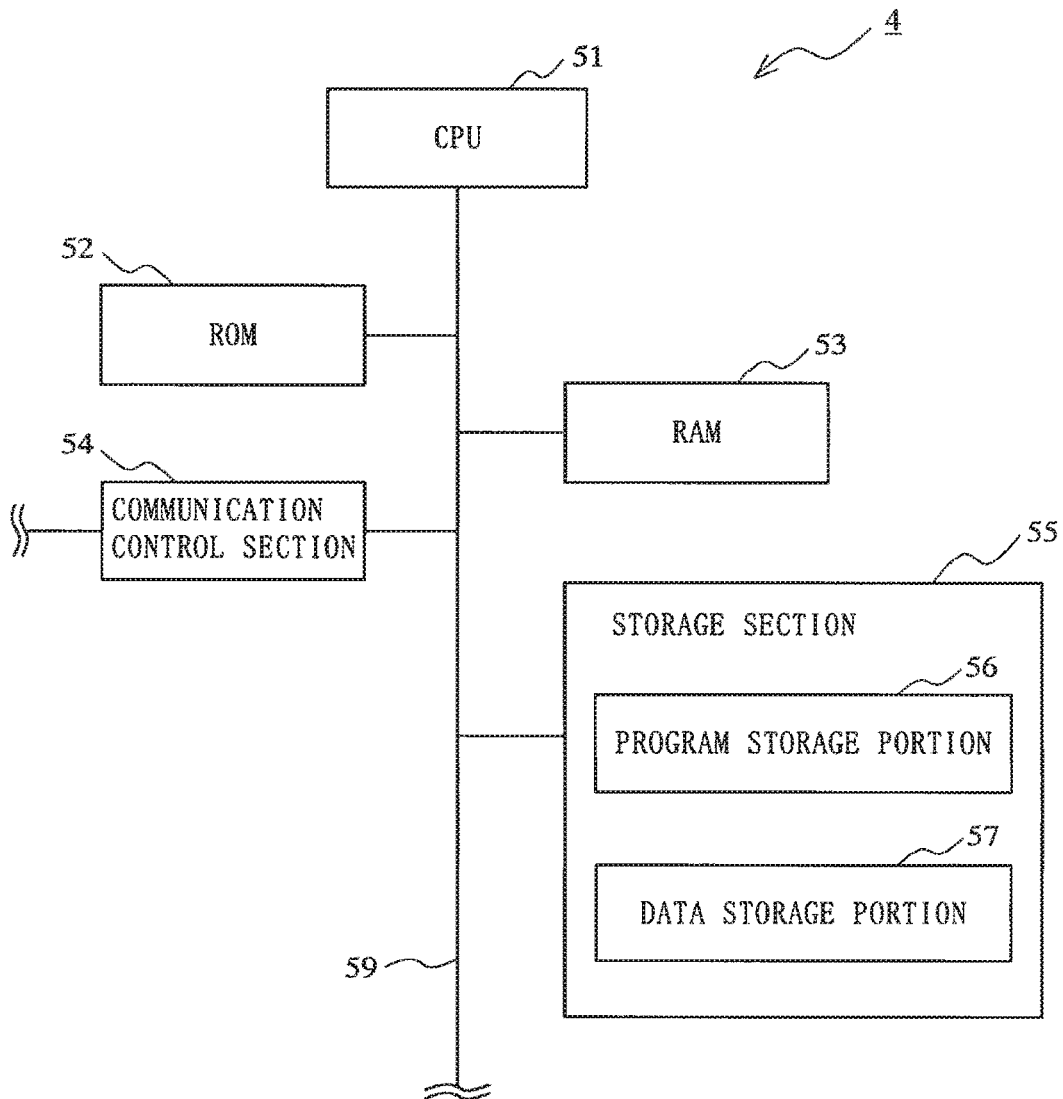 4
51
CPU
52
ROM
53
RAM
54
COMMUNICATION
CONTROL SECTION
55
STORAGE SECTION
56
PROGRAM STORAGE PORTION
57
DATA STORAGE PORTION
59